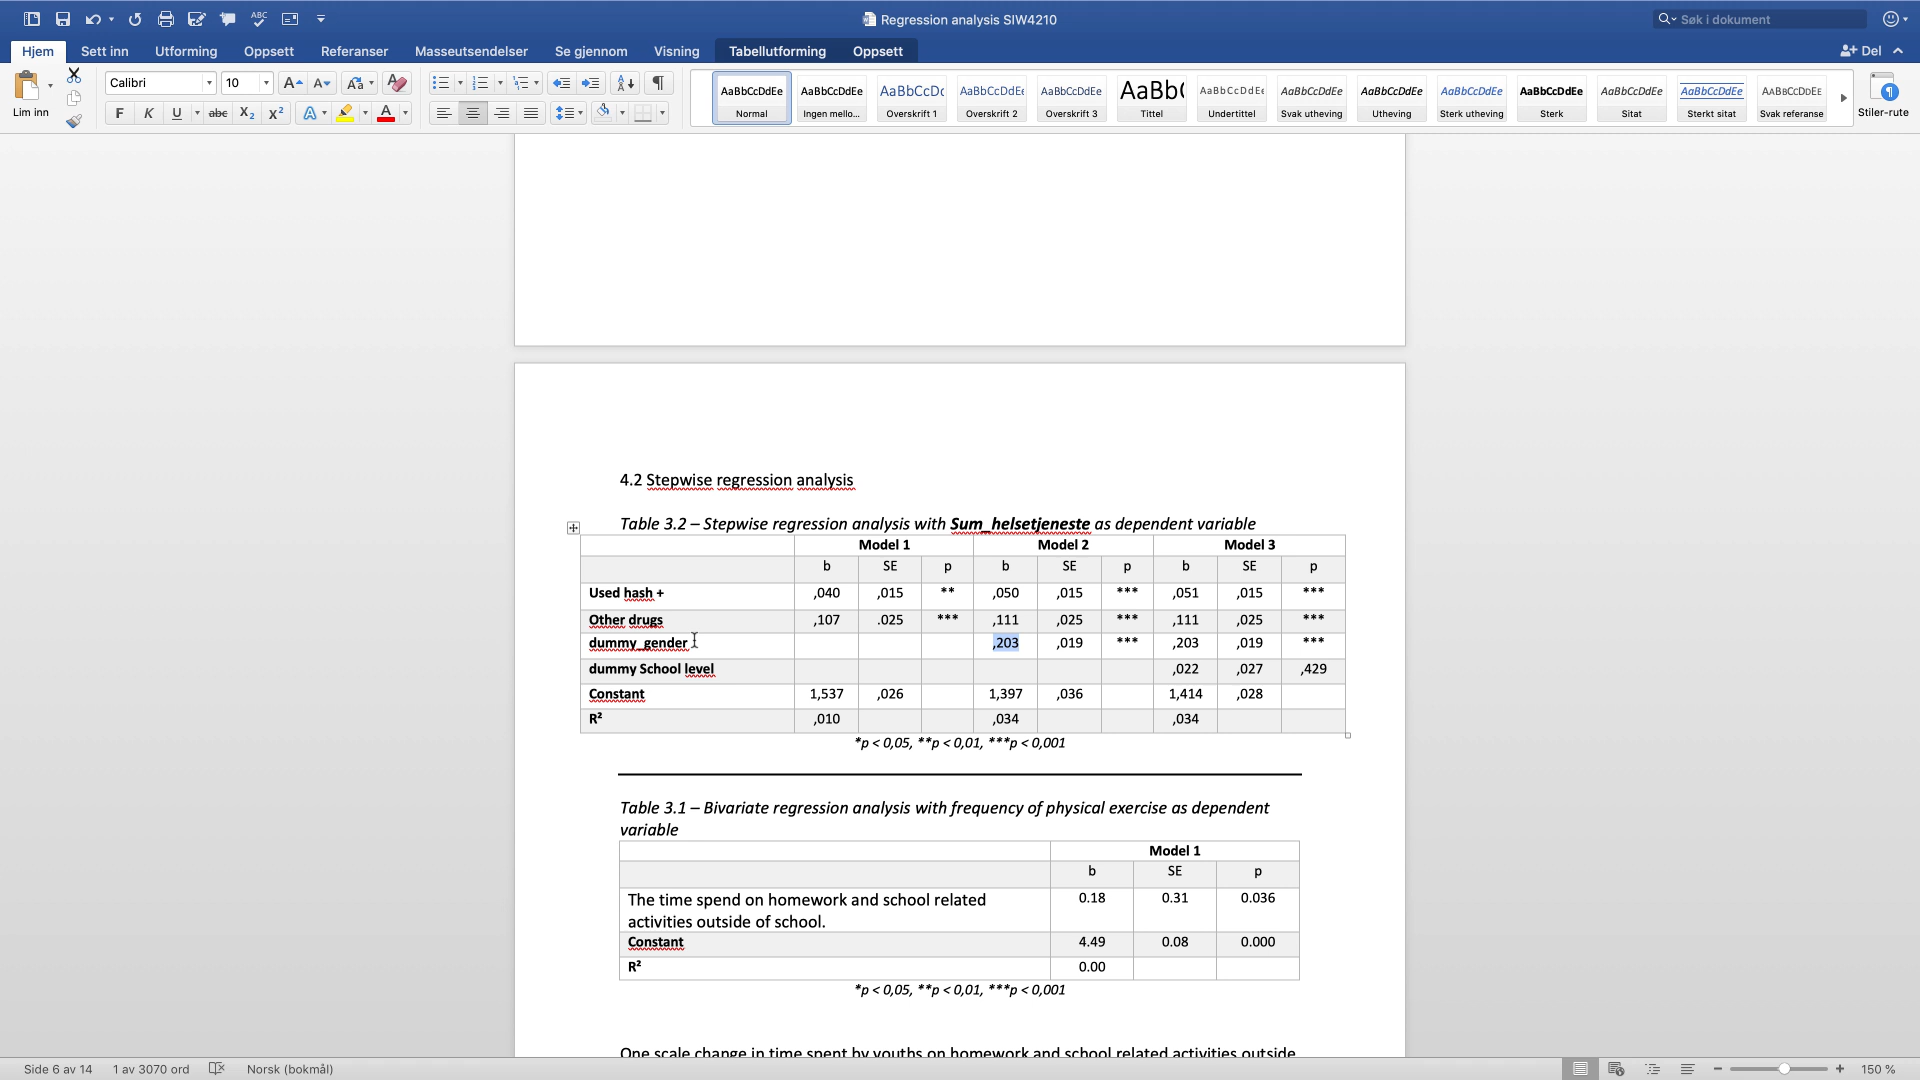 Regression analysis SIW4210
Søk i dokument
Hjem Sett inn Utforming Oppsett Referanser Masseutsendelser Se gjennom Visning Tabellutforming Oppsett Del
Calibri 10
Lim inn
AaBbCcDdEe AaBbCcDdEe AaBbCcDc AaBbCcDdEe AaBbCcDdEe AaBb( AaBbCcDdEe AaBbCcDdEe AaBbCcDdEe AaBbCcDdEe AaBbCcDdEe AaBbCcDdEe AaBbCcDdEe AaBbCcDdEe
Normal Ingen mello... Overskrift 1 Overskrift 2 Overskrift 3 Tittel Undertittel Svak utheving Utheving Sterk utheving Sterk Sitat Sterkt sitat Svak referanse Stiler-rute
F K U abc X₂ X² A A
4.2 Stepwise regression analysis
Table 3.2 – Stepwise regression analysis with Sum_helsetjeneste as dependent variable
Model 1 Model 2 Model 3
b SE p b SE p b SE p
Used hash + ,040 ,015 ** ,050 ,015 *** ,051 ,015 ***
Other drugs ,107 .025 *** ,111 ,025 *** ,111 ,025 ***
dummy_gender ,203 ,019 *** ,203 ,019 ***
dummy School level ,022 ,027 ,429
Constant 1,537 ,026 1,397 ,036 1,414 ,028
R² ,010 ,034 ,034
*p < 0,05, **p < 0,01, ***p < 0,001
Table 3.1 – Bivariate regression analysis with frequency of physical exercise as dependent
variable
Model 1
b SE p
The time spend on homework and school related
activities outside of school.
0.18 0.31 0.036
Constant 4.49 0.08 0.000
R² 0.00
*p < 0,05, **p < 0,01, ***p < 0,001
One scale change in time spent by youths on homework and school related activities outside
Side 6 av 14 1 av 3070 ord Norsk (bokmål) 150 %